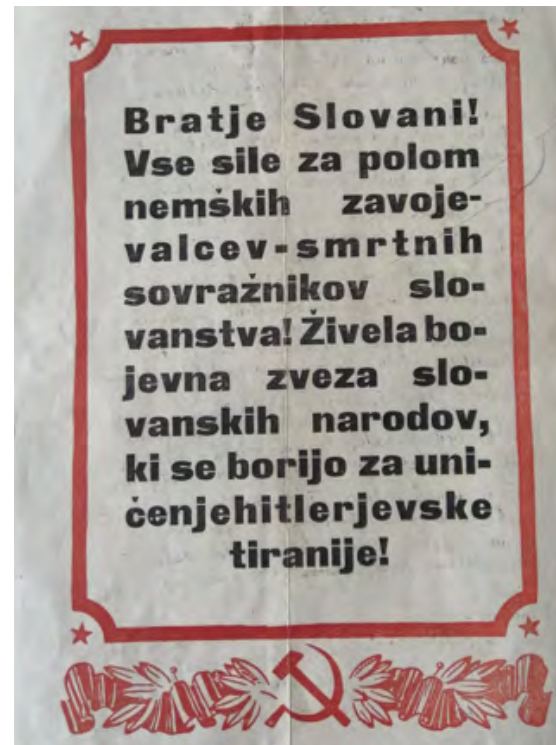 Bratje Slovani!
Vse sile za polom
nemških zavoje-
valcev-smrtnih
sovražnikov slo-
vanstva! Živela bo-
jevna zveza slo-
vanskih narodov,
ki se borijo za uni-
čenjehitlerjevske
tiranije!